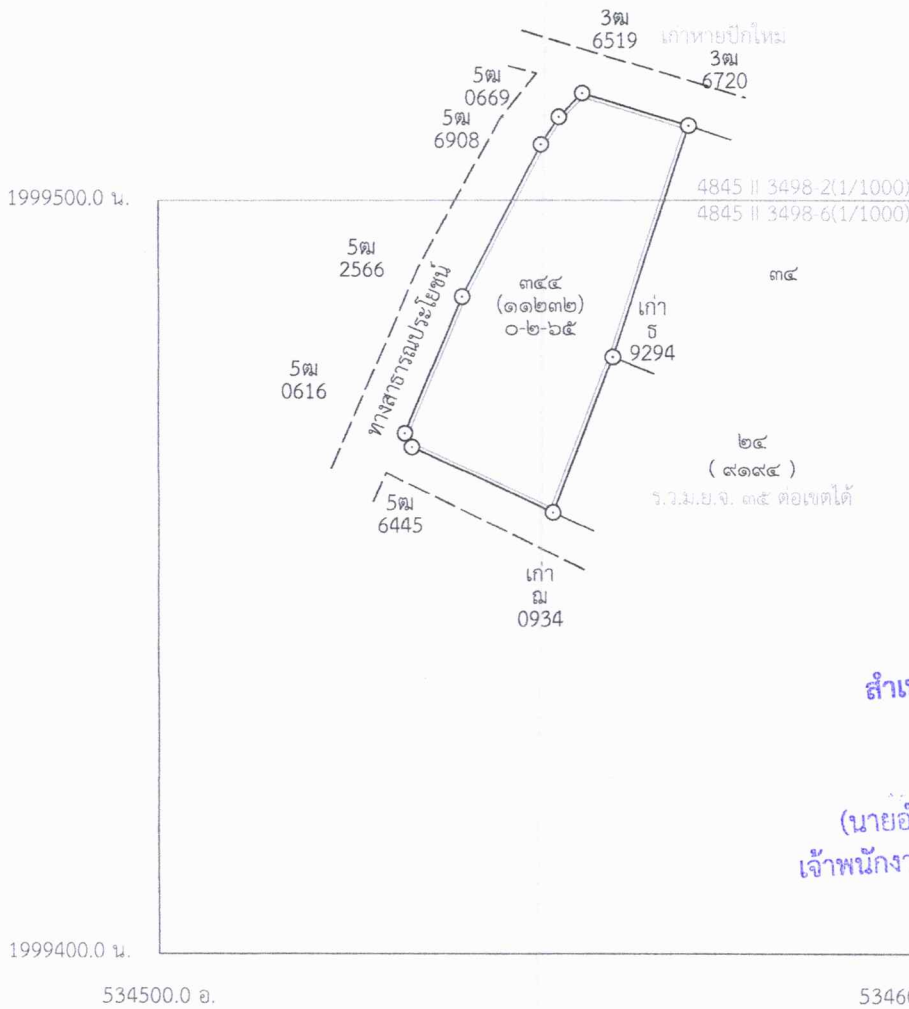 3ฒ
6519
เก่าหายปักใหม่
3ฒ
6720
5ฒ
0669
5ฒ
6908
1999500.0 น.
4845 II 3498-2(1/1000)
4845 II 3498-6(1/1000)
5ฒ
2566
ทางสาธารณประโยชน์
๓๔๔
(๑๑๒๓๒)
๐-๒-๖๕
๓๔
เก่า
ธ
9294
5ฒ
0616
๒๔
( ๙๑๙๔ )
ร.ว.ม.ย.จ. ๓๕ ต่อเขตได้
5ฒ
6445
เก่า
ฌ
0934
(นายอ
เจ้าพนักงา
1999400.0 น.
534500.0 อ.
5346